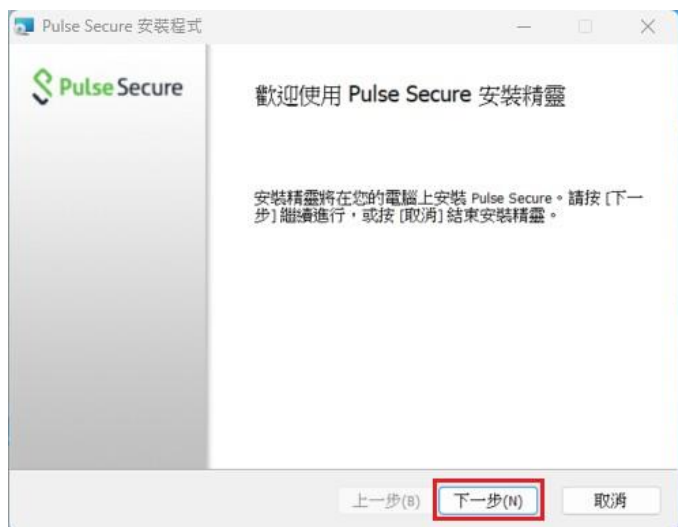 Pulse Secure 安裝程式
Pulse Secure
歡迎使用 Pulse Secure 安裝精靈
安裝精靈將在您的電腦上安裝 Pulse Secure。請按 [下一
步] 繼續進行，或按 [取消] 結束安裝精靈。
上一步(B) 下一步(N) 取消